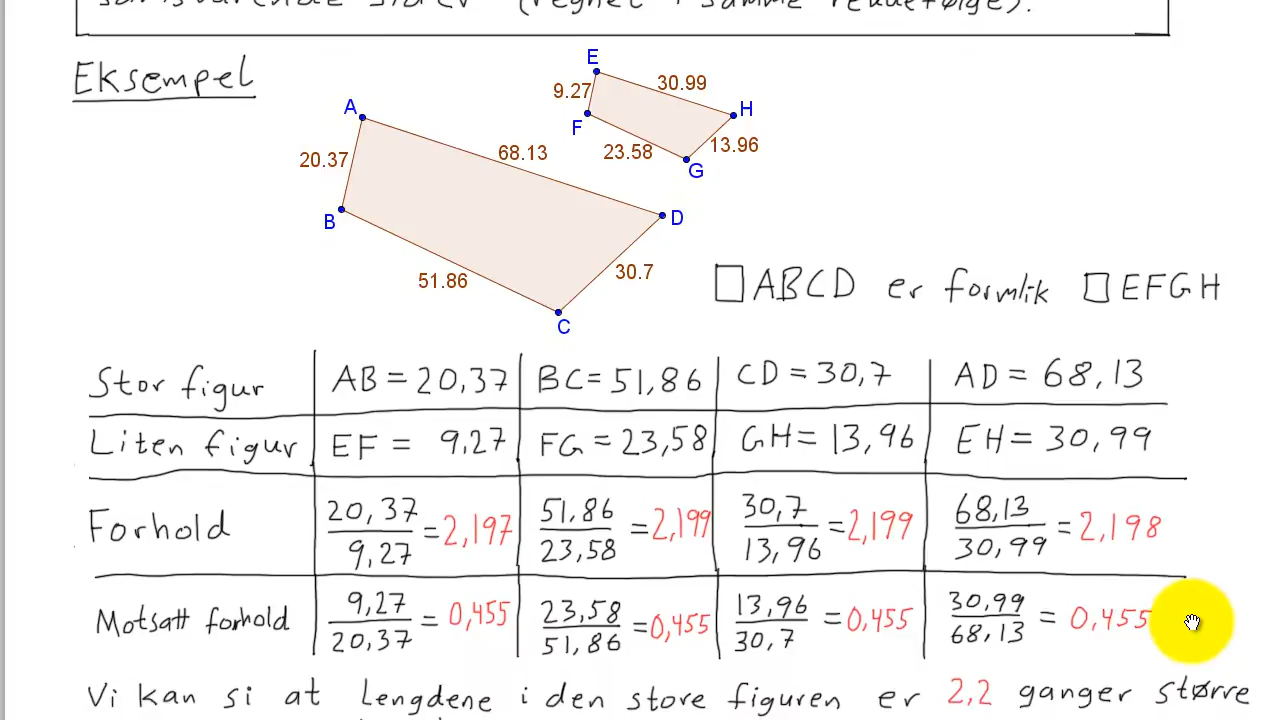 samsvarende sider (regnet i samme rekkefølge).
Eksempel
E
30.99
9.27
H
A
F
23.58
13.96
G
20.37
68.13
B
D
51.86
30.7
C
□ABCD er formlik □EFGH
Stor figur AB = 20,37 BC = 51,86 CD = 30,7 AD = 68,13
Liten figur EF = 9,27 FG = 23,58 GH = 13,96 EH = 30,99
Forhold 20,37/9,27 = 2,197 51,86/23,58 = 2,199 30,7/13,96 = 2,199 68,13/30,99 = 2,198
Motsatt forhold 9,27/20,37 = 0,455 23,58/51,86 = 0,455 13,96/30,7 = 0,455 30,99/68,13 = 0,455
Vi kan si at lengdene i den store figuren er 2,2 ganger større